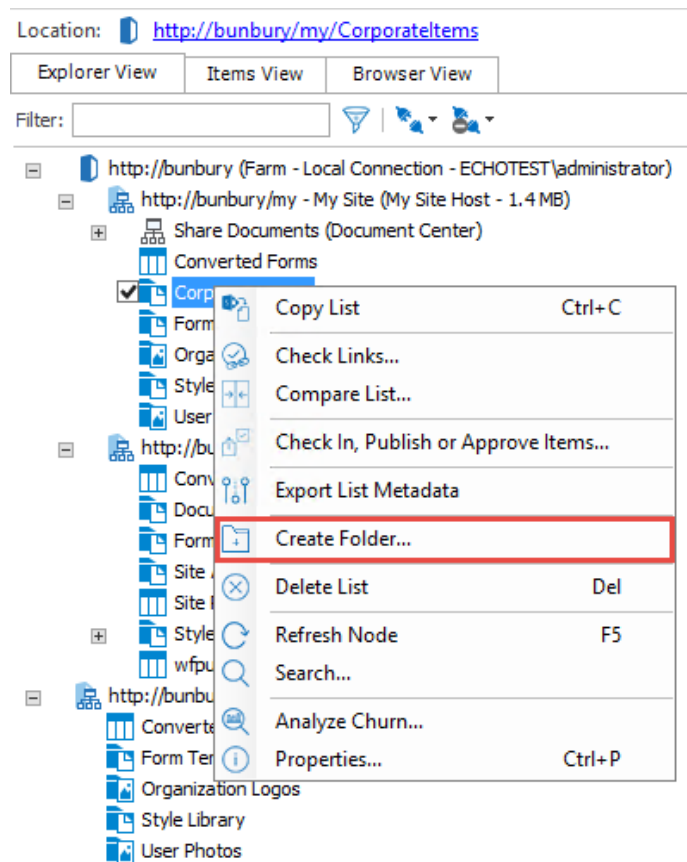 Location: http://bunbury/my/CorporateItems
Explorer View Items View Browser View
Filter:
http://bunbury (Farm - Local Connection - ECHOTEST\administrator)
http://bunbury/my - My Site (My Site Host - 1.4 MB)
Share Documents (Document Center)
Converted Forms
Corp
Copy List Ctrl+C
Form
Orga
Check Links...
Style
Compare List...
User
http://bu
Check In, Publish or Approve Items...
Conv
Export List Metadata
Docu
Form
Create Folder...
Site
Delete List Del
Site
Style
Refresh Node F5
wfpu
Search...
http://bunbu
Analyze Churn...
Converte
Form Ter
Properties... Ctrl+P
Organization Logos
Style Library
User Photos